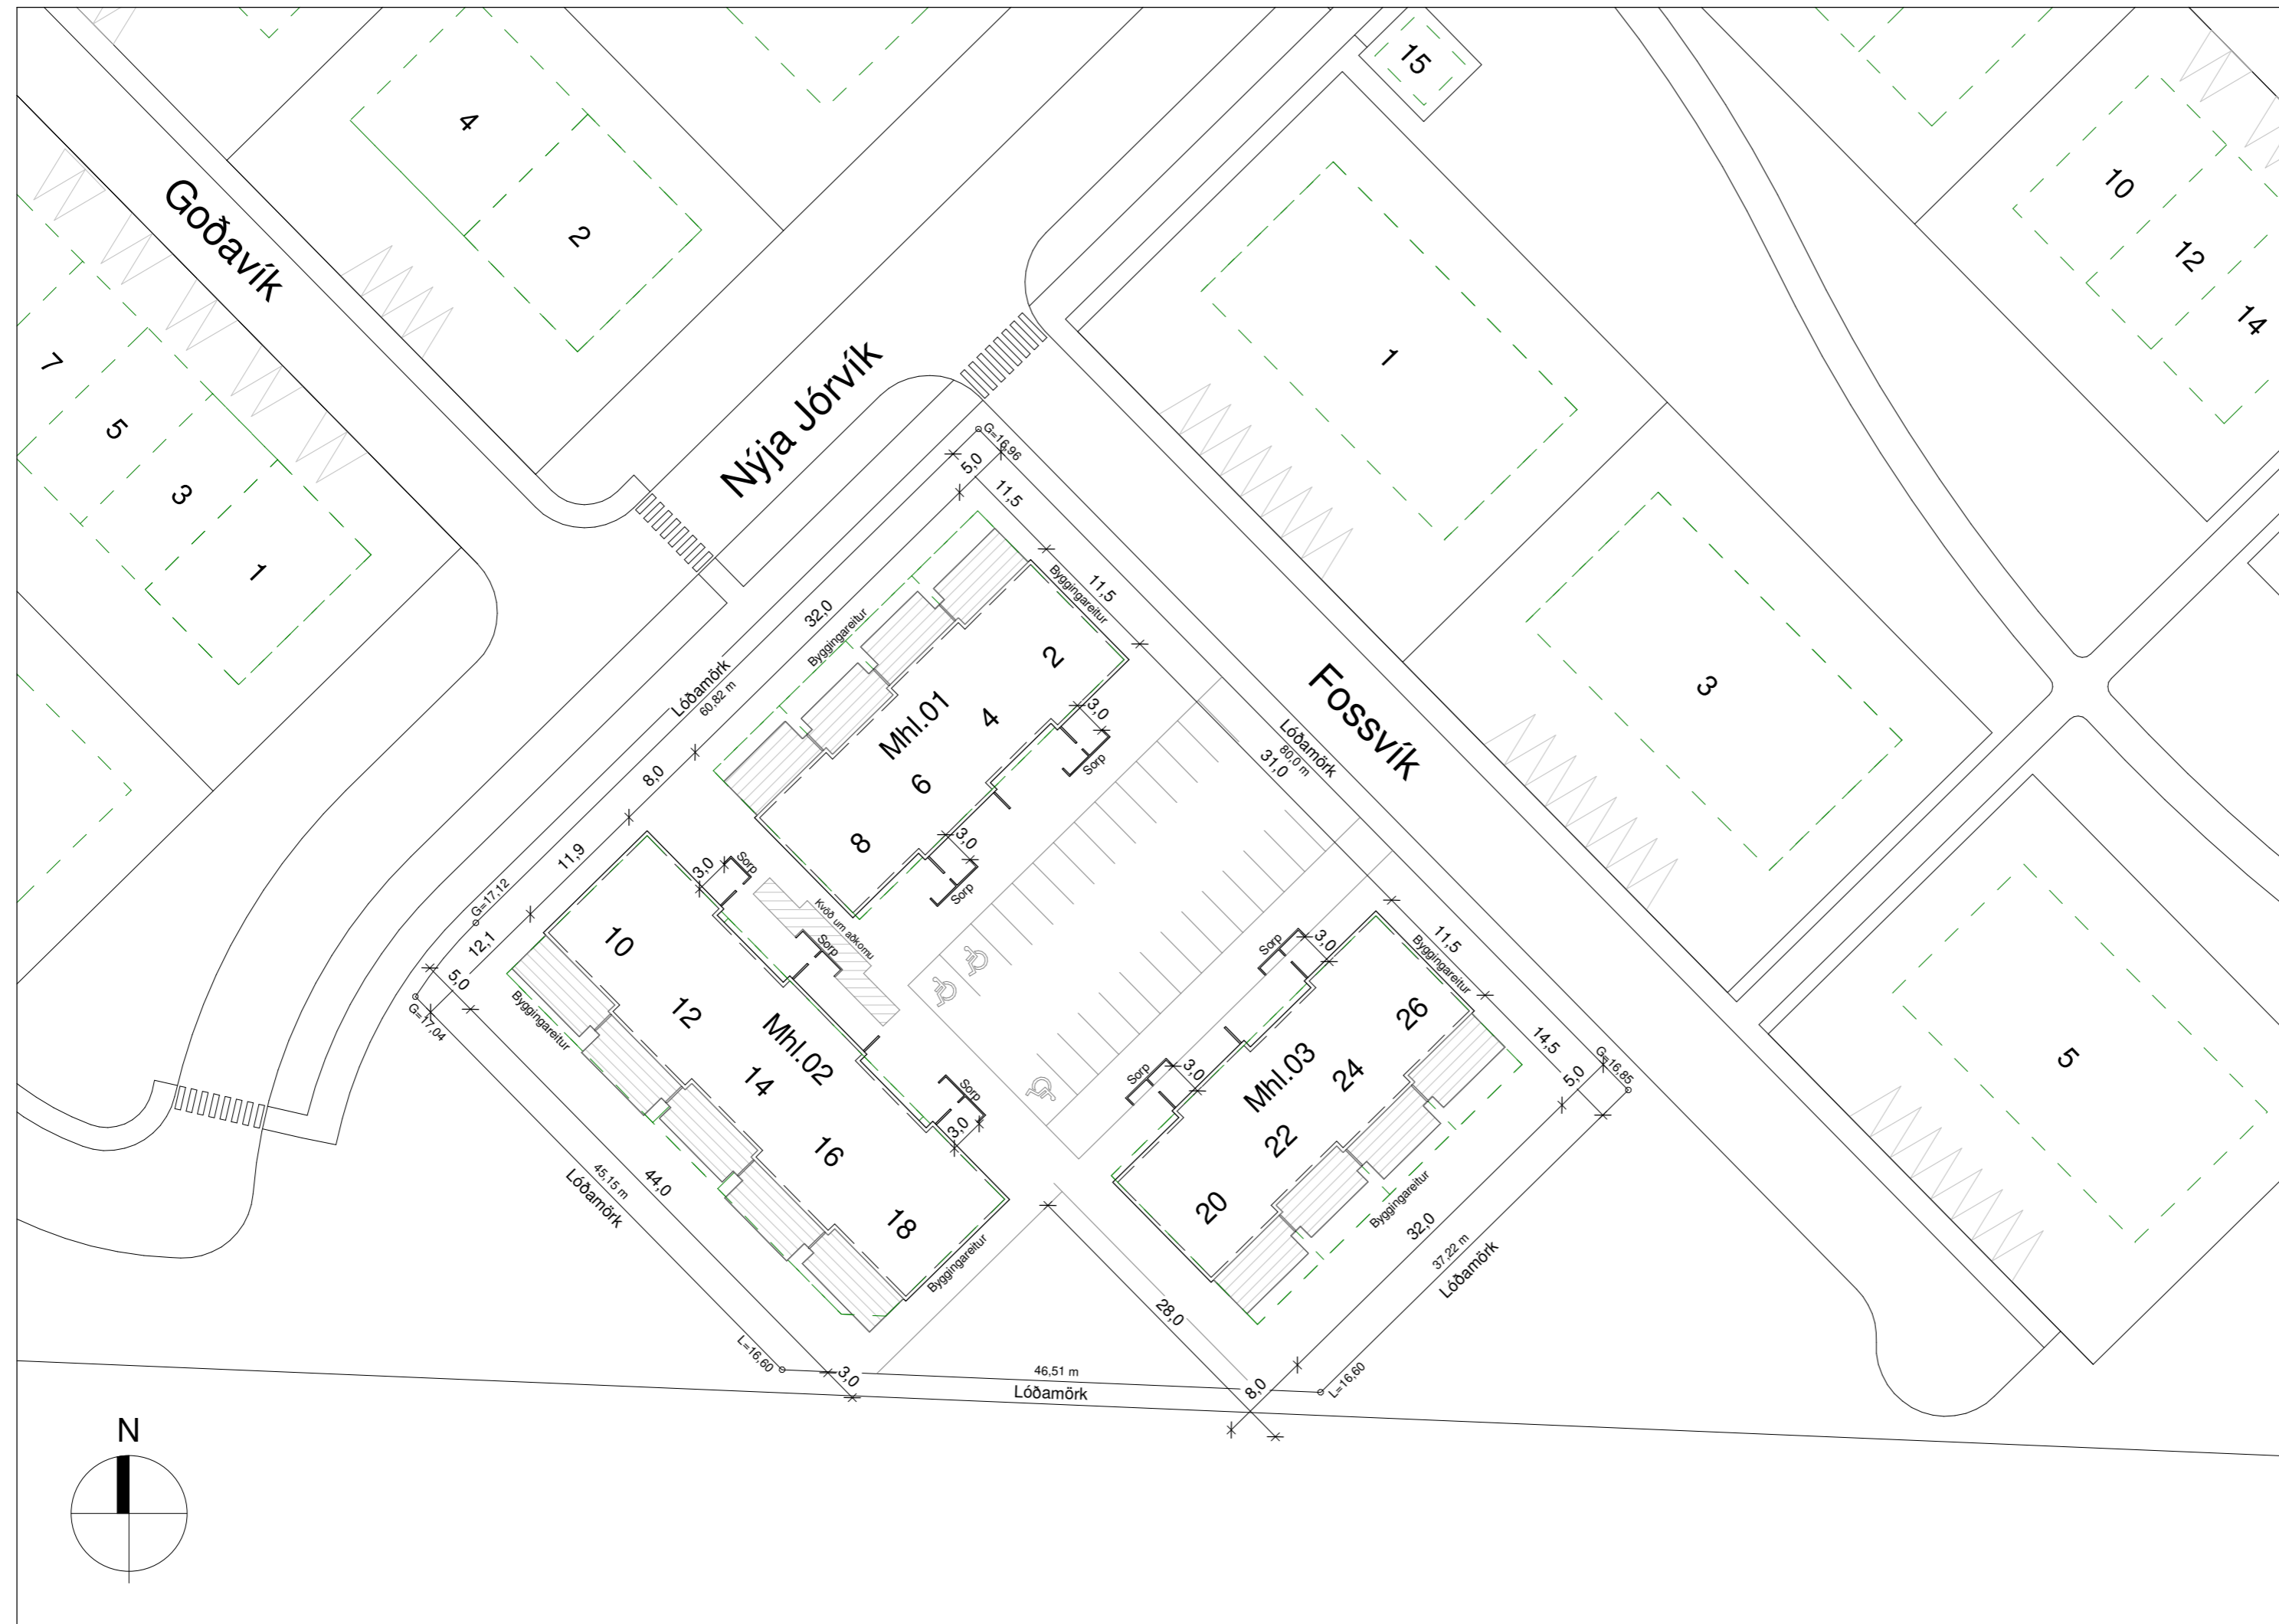 15
4
2
Goðavík
7
5
3
1
10
12
14
1
Nýja Jórvík
G=16,96
5,0
11,5
11,5
Byggingareitur
32,0
Byggingareitur
Lóðamörk
60,82 m
2
4
Mhl.01
6
8
3,0
Sorp
3,0
Sorp
Fossvík
Lóðamörk
80,0 m
31,0
3
8,0
11,9
G=17,12
12,1
5,0
G=17,04
3,0
Sorp
Kvöð um aðkomu
Sorp
10
12
Mhl.02
14
16
18
Byggingareitur
Sorp
3,0
Byggingareitur
45,15 m
Lóðamörk
44,0
Sorp
3,0
Sorp
3,0
11,5
Byggingareitur
26
24
Mhl.03
22
20
14,5
G=16,85
5,0
Byggingareitur
32,0
37,22 m
Lóðamörk
28,0
5
L=16,60
3,0
46,51 m
Lóðamörk
8,0
L=16,60
N